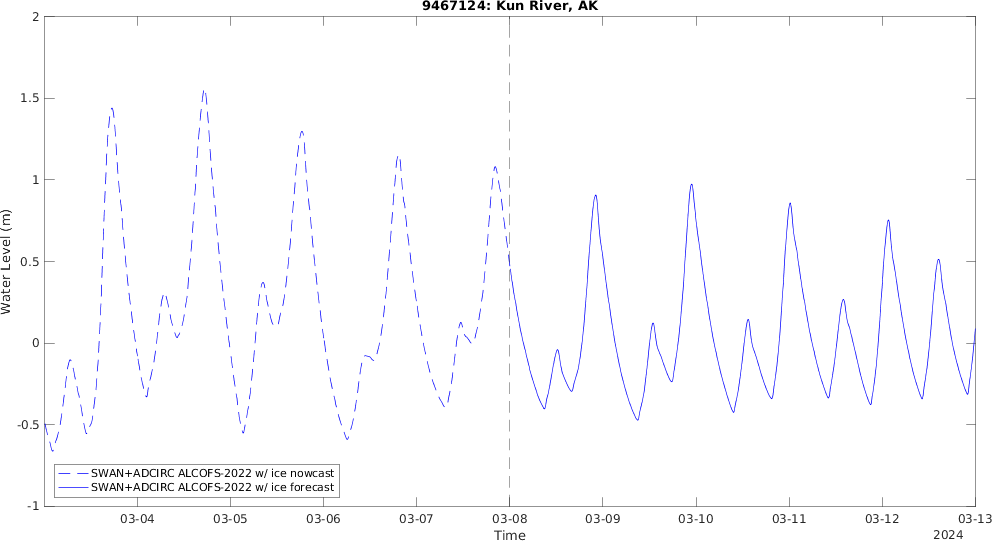 9467124: Kun River, AK
2
1.5
1
0.5
0
-0.5
-1
Water Level (m)
SWAN+ADCIRC ALCOFS-2022 w/ ice nowcast
SWAN+ADCIRC ALCOFS-2022 w/ ice forecast
03-04 03-05 03-06 03-07 03-08 03-09 03-10 03-11 03-12 03-13
Time
2024